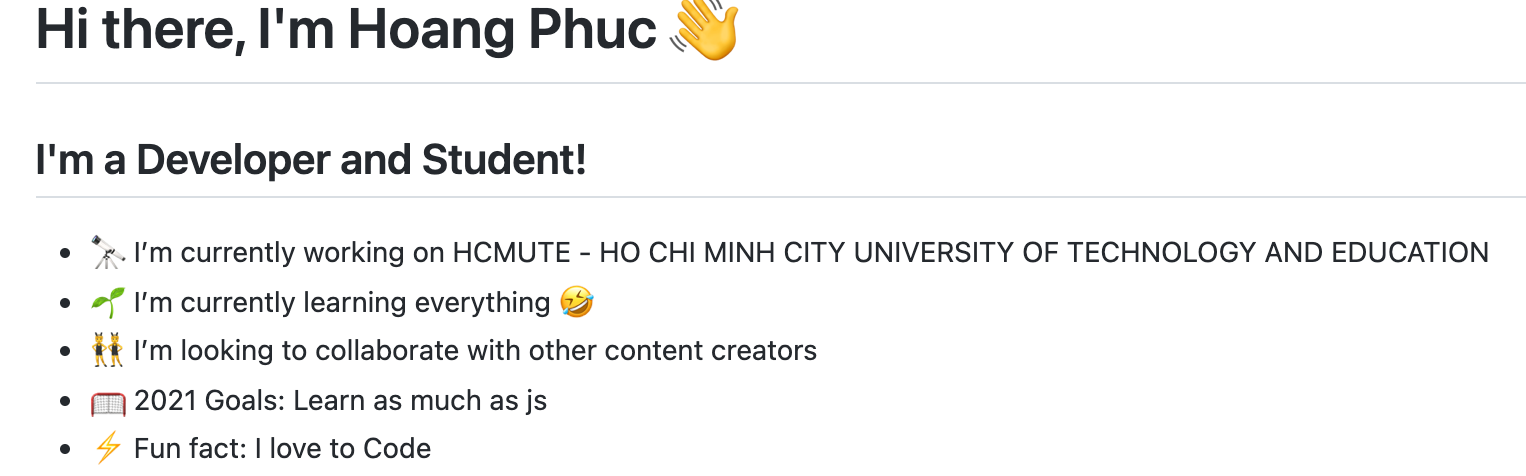 Hi there, I'm Hoang Phuc 👋
I'm a Developer and Student!
🔭 I’m currently working on HCMUTE - HO CHI MINH CITY UNIVERSITY OF TECHNOLOGY AND EDUCATION
🌱 I’m currently learning everything 🤣
👯 I’m looking to collaborate with other content creators
🥅 2021 Goals: Learn as much as js
⚡ Fun fact: I love to Code